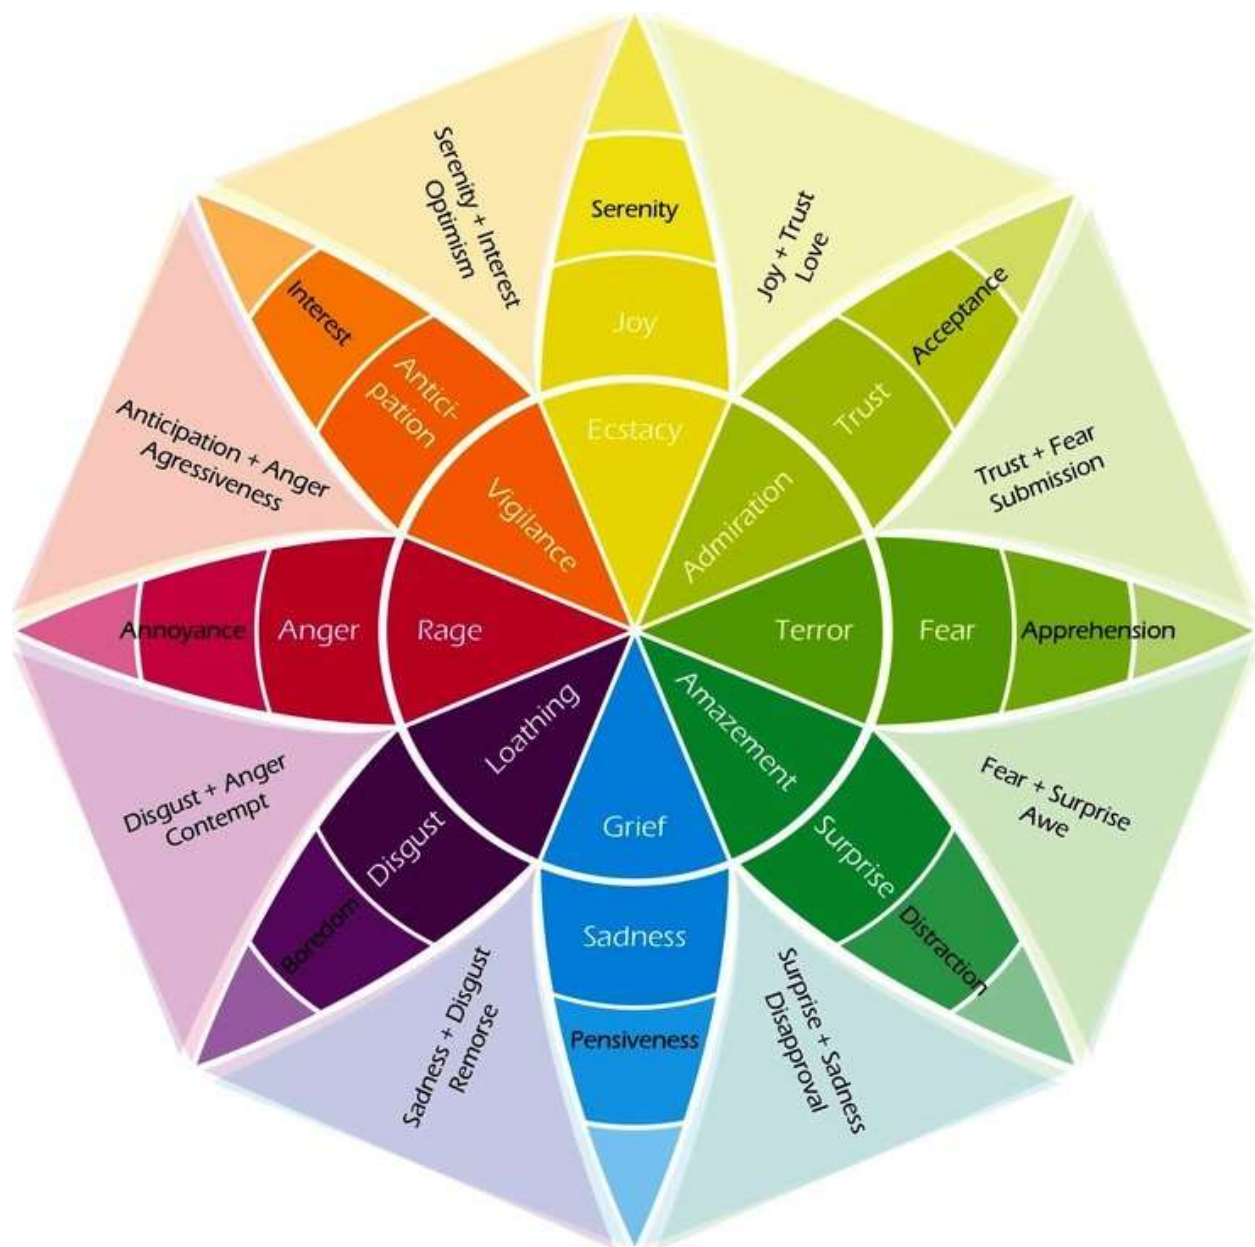 Serenity + Interest
Optimism
Serenity
Joy
Ecstacy
Joy + Trust
Love
Acceptance
Trust
Admiration
Trust + Fear
Submission
Terror
Fear
Apprehension
Fear + Surprise
Awe
Amazement
Surprise
Distraction
Surprise + Sadness
Disapproval
Grief
Sadness
Pensiveness
Sadness + Disgust
Remorse
Loathing
Disgust
Boredom
Disgust + Anger
Contempt
Annoyance
Anger
Rage
Anticipation + Anger
Agressiveness
Interest
Antici-
pation
Vigilance